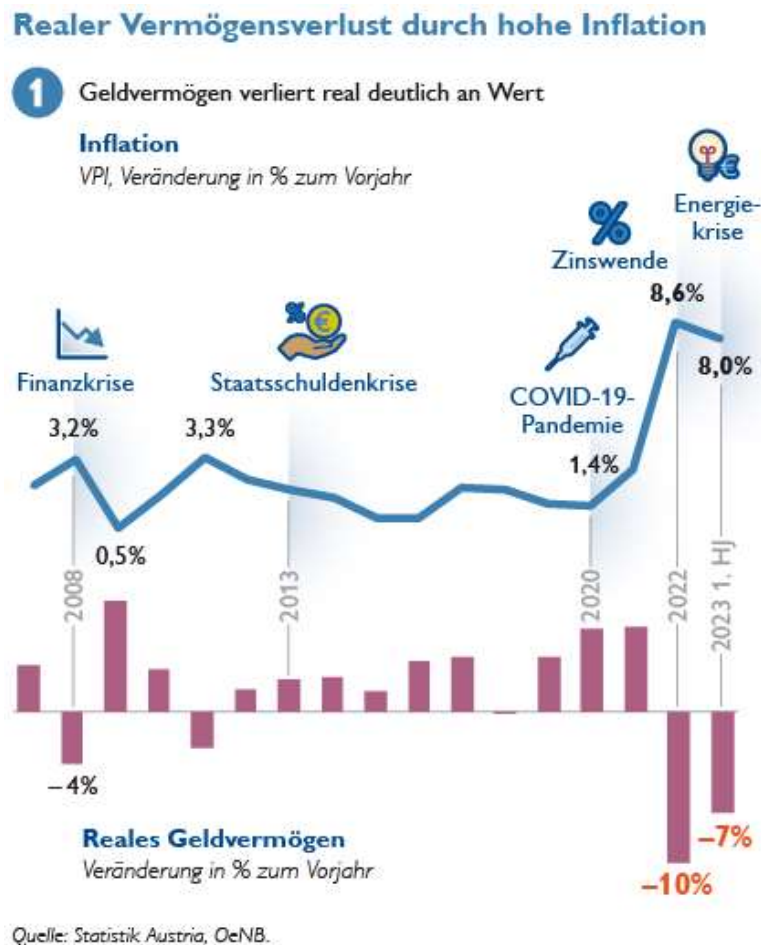 Realer Vermögensverlust durch hohe Inflation
1
Geldvermögen verliert real deutlich an Wert
Inflation
VPI, Veränderung in % zum Vorjahr
Energie-
krise
Zinswende
8,6%
8,0%
%
Finanzkrise
Staatsschuldenkrise
COVID-19-
Pandemie
3,2%
3,3%
1,4%
0,5%
2008
2013
2020
2022
2023 1. HJ
–4%
–7%
–10%
Reales Geldvermögen
Veränderung in % zum Vorjahr
Quelle: Statistik Austria, OeNB.